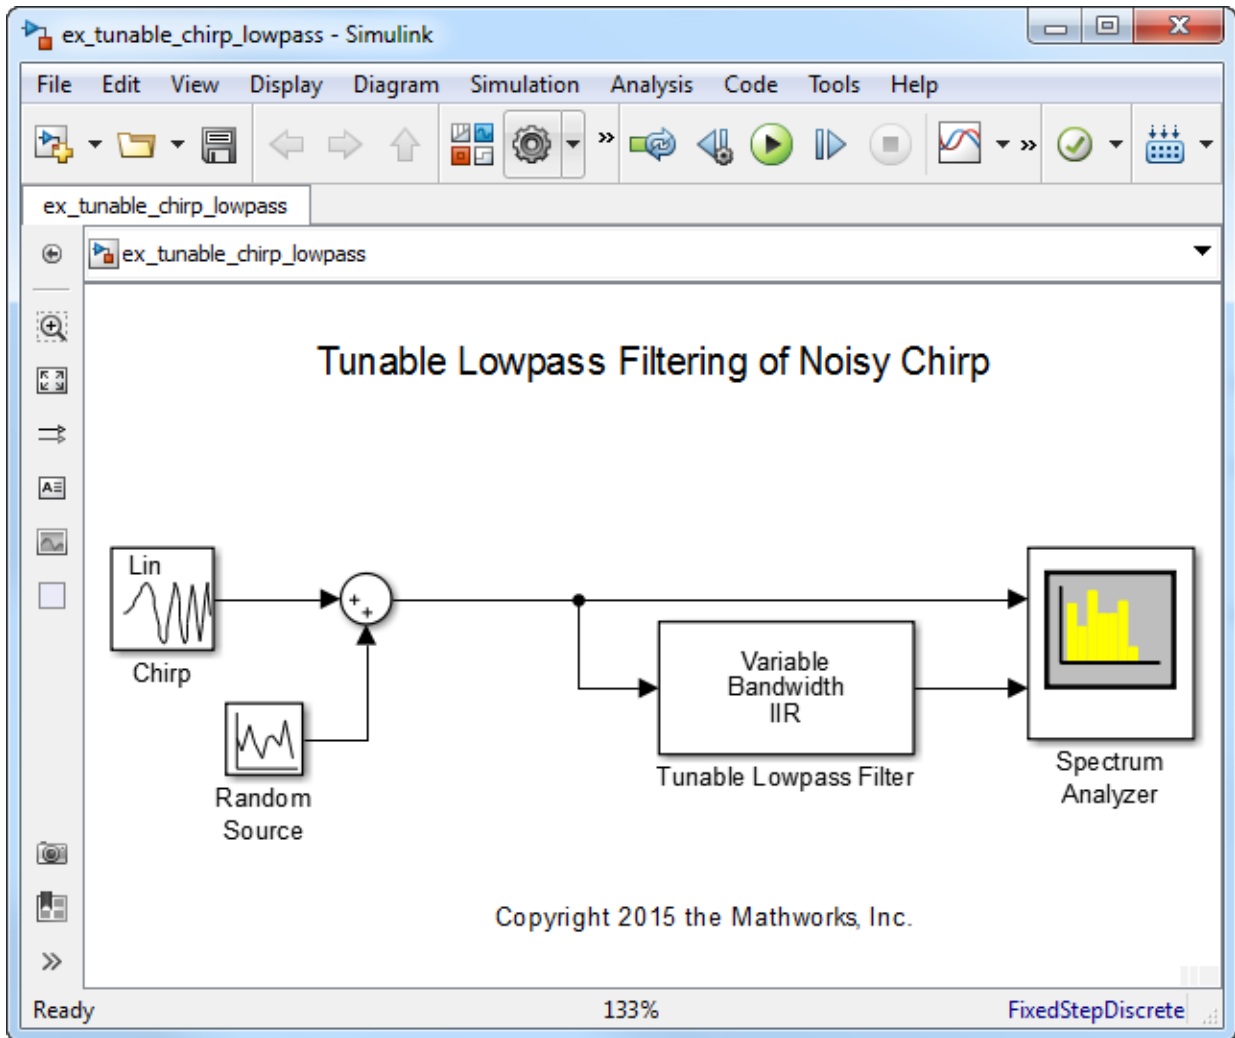 ex_tunable_chirp_lowpass - Simulink
File Edit View Display Diagram Simulation Analysis Code Tools Help
ex_tunable_chirp_lowpass
ex_tunable_chirp_lowpass
Tunable Lowpass Filtering of Noisy Chirp
Lin
Chirp
Random
Source
Variable
Bandwidth
IIR
Tunable Lowpass Filter
Spectrum
Analyzer
Copyright 2015 the Mathworks, Inc.
Ready 133% FixedStepDiscrete